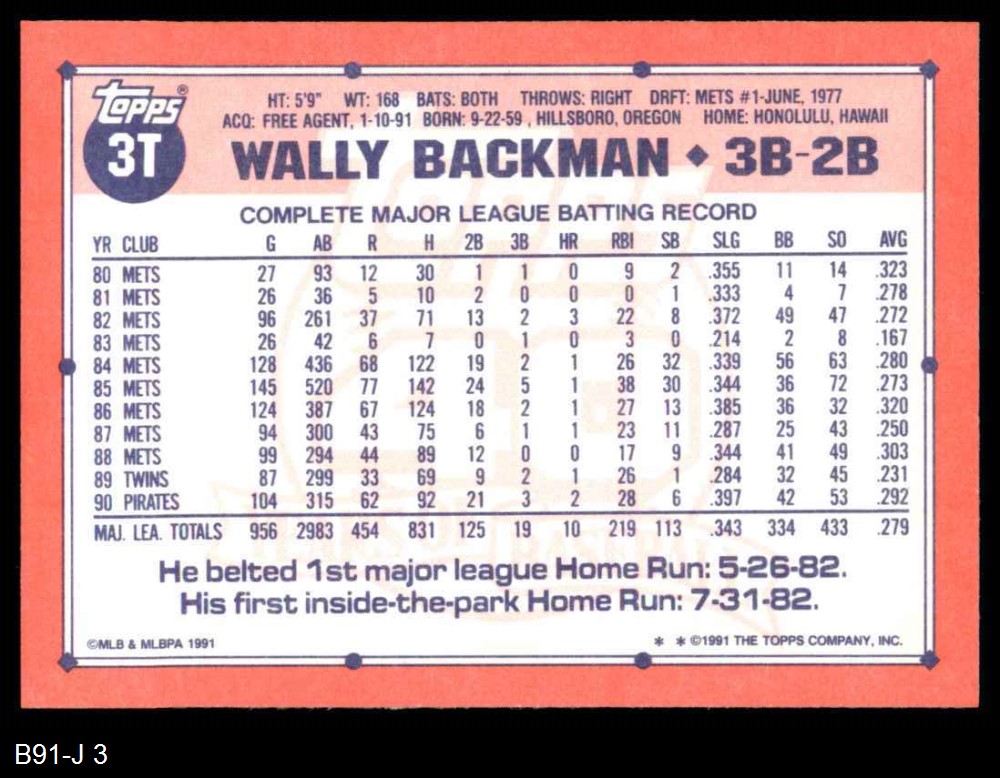 topps®
3T
HT: 5'9" WT: 168 BATS: BOTH THROWS: RIGHT DRFT: METS #1-JUNE, 1977
ACQ: FREE AGENT, 1-10-91 BORN: 9-22-59 , HILLSBORO, OREGON HOME: HONOLULU, HAWAII
WALLY BACKMAN ◆ 3B-2B
COMPLETE MAJOR LEAGUE BATTING RECORD
YR CLUB G AB R H 2B 3B HR RBI SB SLG BB SO AVG
80 METS 27 93 12 30 1 1 0 9 2 .355 11 14 .323
81 METS 26 36 5 10 2 0 0 0 1 .333 4 7 .278
82 METS 96 261 37 71 13 2 3 22 8 .372 49 47 .272
83 METS 26 42 6 7 0 1 0 3 0 .214 2 8 .167
84 METS 128 436 68 122 19 2 1 26 32 .339 56 63 .280
85 METS 145 520 77 142 24 5 1 38 30 .344 36 72 .273
86 METS 124 387 67 124 18 2 1 27 13 .385 36 32 .320
87 METS 94 300 43 75 6 1 1 23 11 .287 25 43 .250
88 METS 99 294 44 89 12 0 0 17 9 .344 41 49 .303
89 TWINS 87 299 33 69 9 2 1 26 1 .284 32 45 .231
90 PIRATES 104 315 62 92 21 3 2 28 6 .397 42 53 .292
MAJ. LEA. TOTALS 956 2983 454 831 125 19 10 219 113 .343 334 433 .279
He belted 1st major league Home Run: 5-26-82.
His first inside-the-park Home Run: 7-31-82.
©MLB & MLBPA 1991
* * ©1991 THE TOPPS COMPANY, INC.
TOPPS
40
YEARS OF BASEBALL
B91-J 3